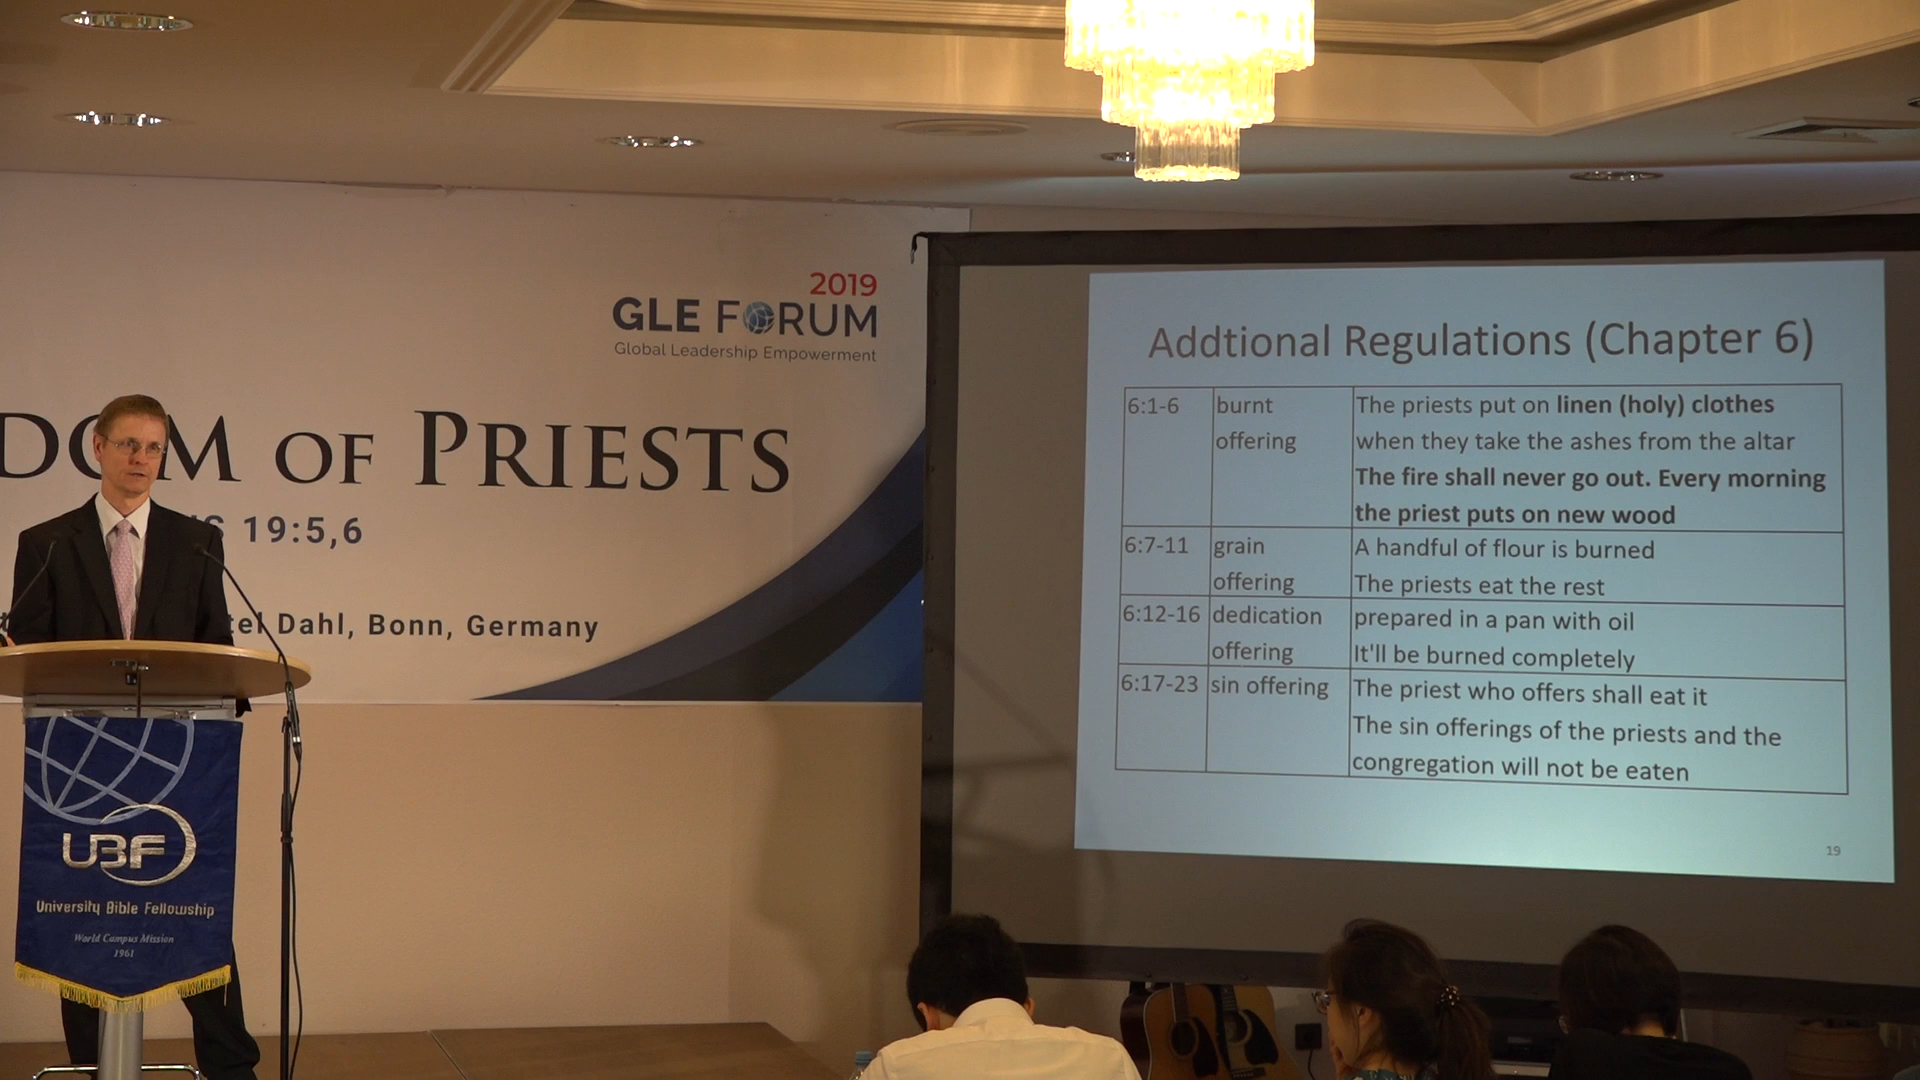 2019
GLE FORUM
Global Leadership Empowerment
DOM OF PRIESTS
19:5,6
tel Dahl, Bonn, Germany
UBF
University Bible Fellowship
World Campus Mission
1961
Addtional Regulations (Chapter 6)
6:1-6 burnt offering
The priests put on linen (holy) clothes
when they take the ashes from the altar
The fire shall never go out. Every morning
the priest puts on new wood
6:7-11 grain offering
A handful of flour is burned
The priests eat the rest
6:12-16 dedication offering
prepared in a pan with oil
It'll be burned completely
6:17-23 sin offering
The priest who offers shall eat it
The sin offerings of the priests and the
congregation will not be eaten
19